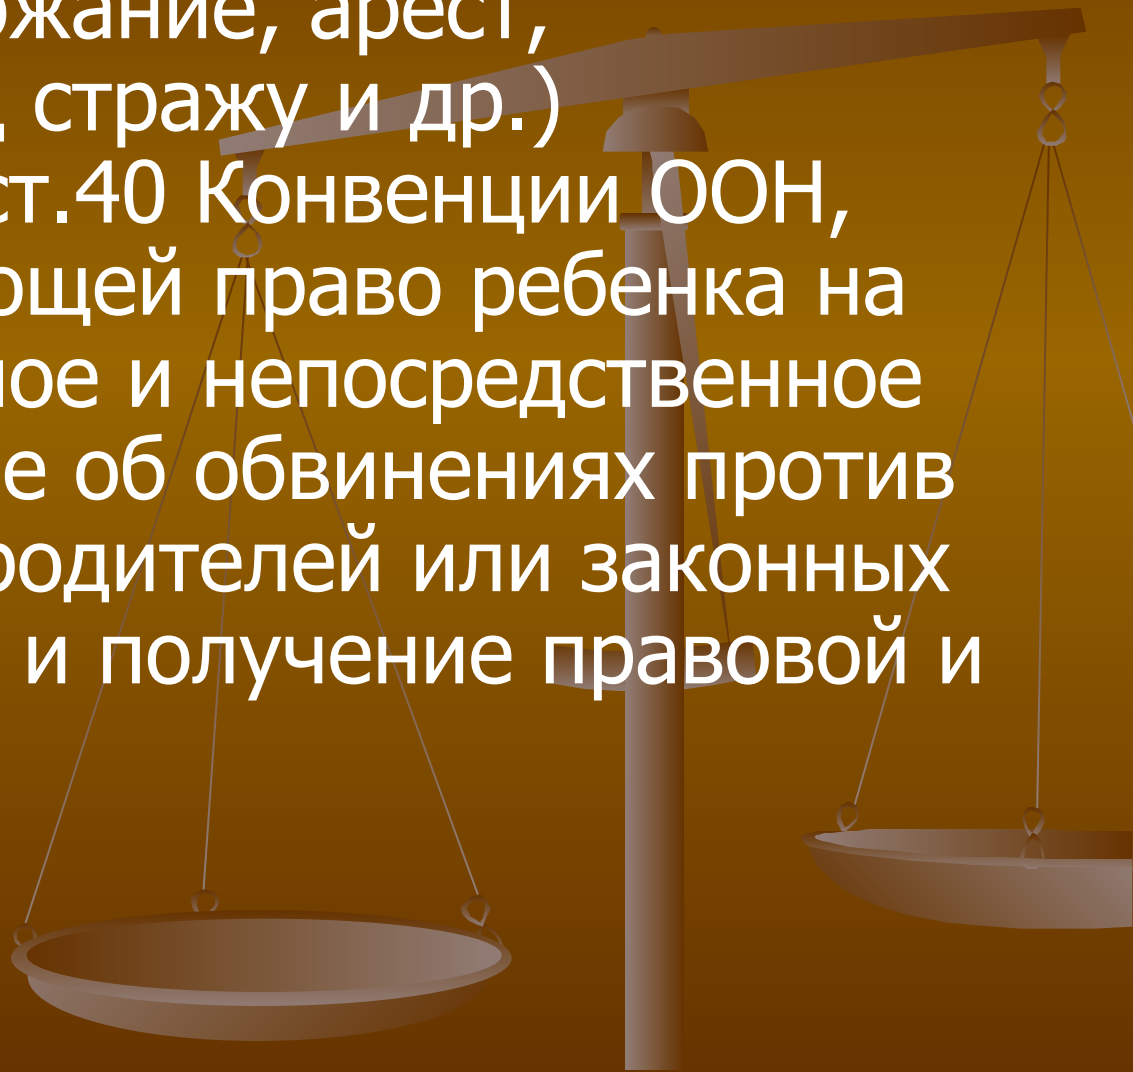 ржание, арест,
стражу и др.)
ст.40 Конвенции ООН,
ющей право ребенка на
ное и непосредственное
е об обвинениях против
родителей или законных
и получение правовой и